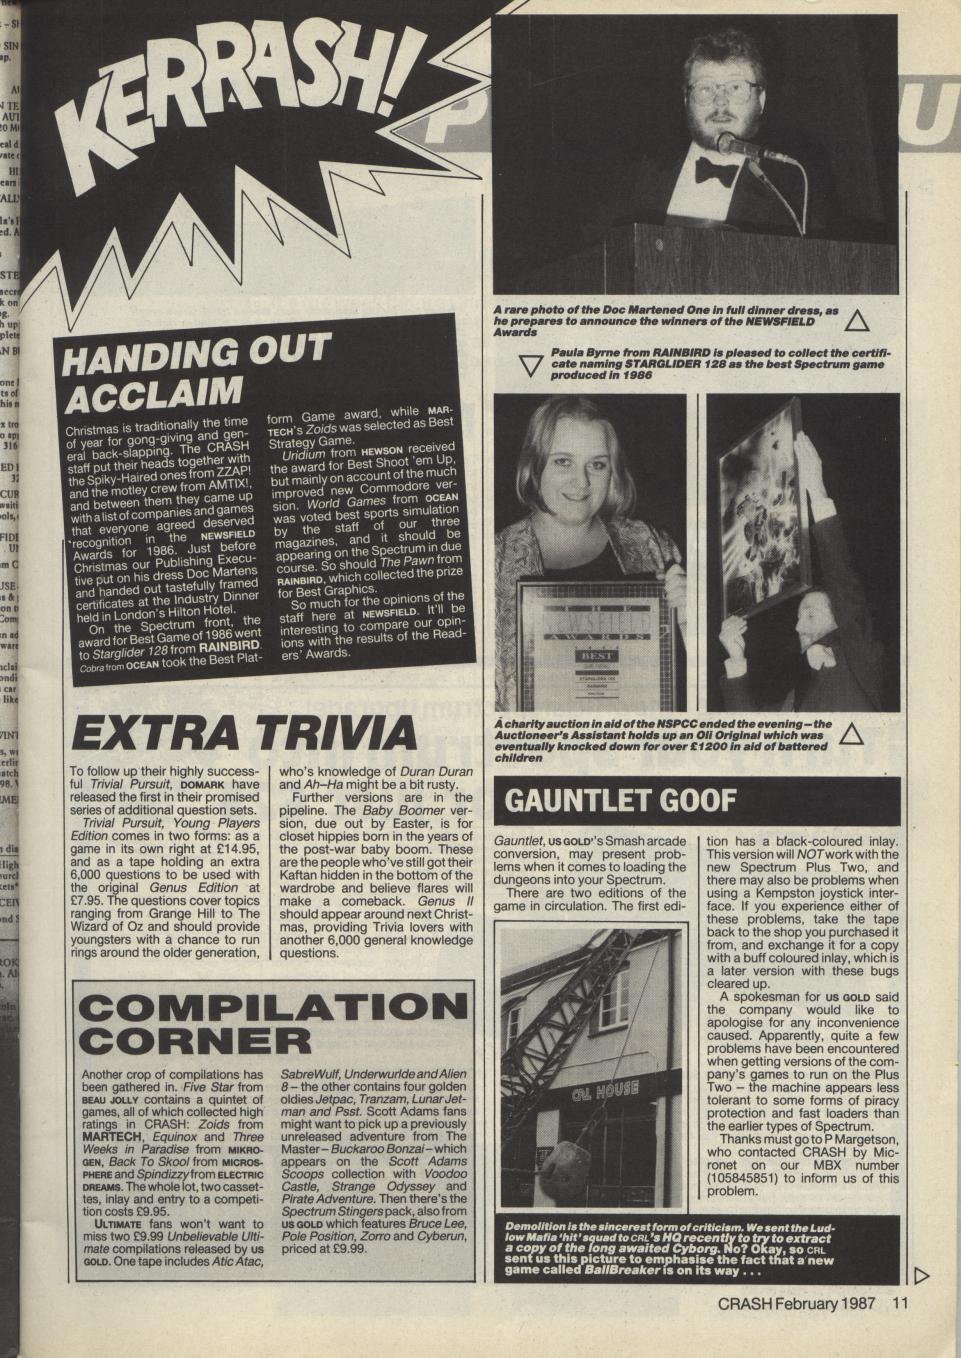 KERRASH!
P
U
A rare photo of the Doc Martened One in full dinner dress, as
he prepares to announce the winners of the NEWSFIELD
Awards
Paula Byrne from RAINBIRD is pleased to collect the certifi-
cate naming STARGLIDER 128 as the best Spectrum game
produced in 1986
HANDING OUT
ACCLAIM
Christmas is traditionally the time
of year for gong-giving and gen-
eral back-slapping. The CRASH
staff put their heads together with
the Spiky-Haired ones from ZZAP!
and the motley crew from AMTIX!,
and between them they came up
with a list of companies and games
that everyone agreed deserved
recognition in the NEWSFIELD
Awards for 1986. Just before
Christmas our Publishing Execu-
tive put on his dress Doc Martens
and handed out tastefully framed
certificates at the Industry Dinner
held in London's Hilton Hotel.
On the Spectrum front, the
award for Best Game of 1986 went
to Starglider 128 from RAINBIRD.
Cobra from OCEAN took the Best Plat-
form Game award, while MAR-
TECH's Zoids was selected as Best
Strategy Game.
Uridium from HEWSON received
the award for Best Shoot 'em Up,
but mainly on account of the much
improved new Commodore ver-
sion. World Games from OCEAN
was voted best sports simulation
by the staff of our three
magazines, and it should be
appearing on the Spectrum in due
course. So should The Pawn from
RAINBIRD, which collected the prize
for Best Graphics.
So much for the opinions of the
staff here at NEWSFIELD. It'll be
interesting to compare our opin-
ions with the results of the Read-
ers' Awards.
THE
NEWSFIELD
AWARDS
BEST
A charity auction in aid of the NSPCC ended the evening – the
Auctioneer's Assistant holds up an Oli Original which was
eventually knocked down for over £1200 in aid of battered
children
EXTRA TRIVIA
To follow up their highly success-
ful Trivial Pursuit, DOMARK have
released the first in their promised
series of additional question sets.
Trivial Pursuit, Young Players
Edition comes in two forms: as a
game in its own right at £14.95,
and as a tape holding an extra
6,000 questions to be used with
the original Genus Edition at
£7.95. The questions cover topics
ranging from Grange Hill to The
Wizard of Oz and should provide
youngsters with a chance to run
rings around the older generation,
who's knowledge of Duran Duran
and Ah–Ha might be a bit rusty.
Further versions are in the
pipeline. The Baby Boomer ver-
sion, due out by Easter, is for
closet hippies born in the years of
the post-war baby boom. These
are the people who've still got their
Kaftan hidden in the bottom of the
wardrobe and believe flares will
make a comeback. Genus II
should appear around next Christ-
mas, providing Trivia lovers with
another 6,000 general knowledge
questions.
GAUNTLET GOOF
Gauntlet, US GOLD's Smash arcade
conversion, may present prob-
lems when it comes to loading the
dungeons into your Spectrum.
There are two editions of the
game in circulation. The first edi-
tion has a black-coloured inlay.
This version will NOT work with the
new Spectrum Plus Two, and
there may also be problems when
using a Kempston joystick inter-
face. If you experience either of
these problems, take the tape
back to the shop you purchased it
from, and exchange it for a copy
with a buff coloured inlay, which is
a later version with these bugs
cleared up.
A spokesman for US GOLD said
the company would like to
apologise for any inconvenience
caused. Apparently, quite a few
problems have been encountered
when getting versions of the com-
pany's games to run on the Plus
Two – the machine appears less
tolerant to some forms of piracy
protection and fast loaders than
the earlier types of Spectrum.
Thanks must go to P Margetson,
who contacted CRASH by Mic-
ronet on our MBX number
(105845851) to inform us of this
problem.
CRL HOUSE
Demolition is the sincerest form of criticism. We sent the Lud-
low Mafia 'hit' squad to CRL's HQ recently to try to extract
a copy of the long awaited Cyborg. No? Okay, so CRL
sent us this picture to emphasise the fact that a new
game called BallBreaker is on its way . . .
COMPILATION
CORNER
Another crop of compilations has
been gathered in. Five Star from
BEAU JOLLY contains a quintet of
games, all of which collected high
ratings in CRASH: Zoids from
MARTECH, Equinox and Three
Weeks in Paradise from MIKRO-
GEN, Back To Skool from MICROS-
PHERE and Spindizzy from ELECTRIC
DREAMS. The whole lot, two casset-
tes, inlay and entry to a competi-
tion costs £9.95.
ULTIMATE fans won't want to
miss two £9.99 Unbelievable Ulti-
mate compilations released by US
GOLD. One tape includes Atic Atac,
SabreWulf, Underwurlde and Alien
8 – the other contains four golden
oldies Jetpac, Tranzam, Lunar Jet-
man and Psst. Scott Adams fans
might want to pick up a previously
unreleased adventure from The
Master – Buckaroo Bonzai – which
appears on the Scott Adams
Scoops collection with Voodoo
Castle, Strange Odyssey and
Pirate Adventure. Then there's the
Spectrum Stingers pack, also from
US GOLD which features Bruce Lee,
Pole Position, Zorro and Cyberun,
priced at £9.99.
CRASH February 1987 11